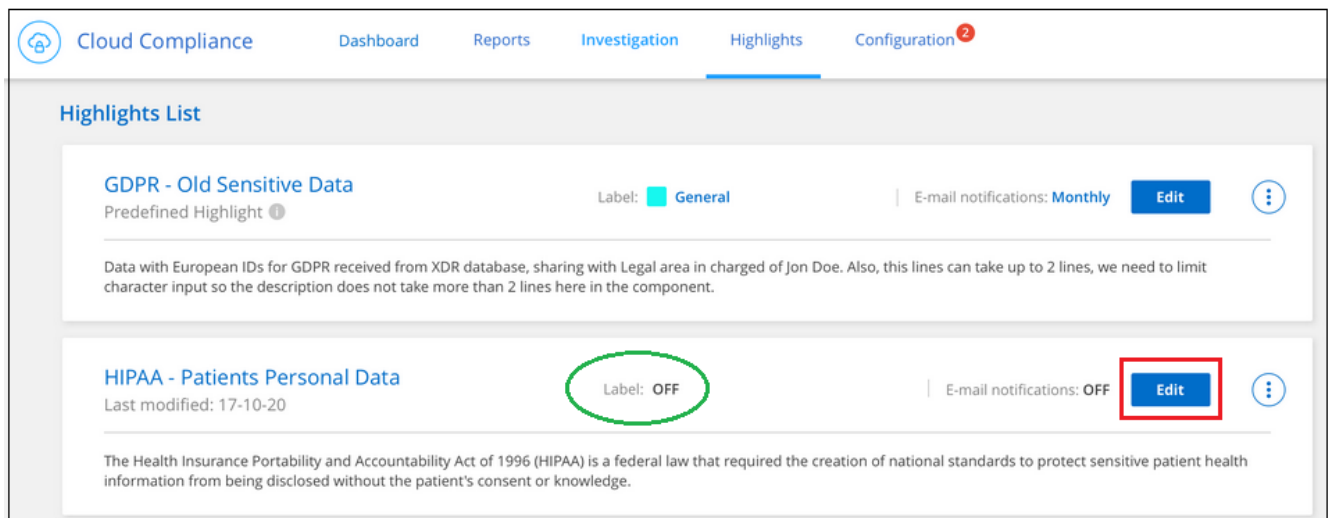 Cloud Compliance Dashboard Reports Investigation Highlights Configuration 2
Highlights List
GDPR - Old Sensitive Data
Predefined Highlight i
Label: General
E-mail notifications: Monthly
Edit
Data with European IDs for GDPR received from XDR database, sharing with Legal area in charged of Jon Doe. Also, this lines can take up to 2 lines, we need to limit
character input so the description does not take more than 2 lines here in the component.
HIPAA - Patients Personal Data
Last modified: 17-10-20
Label: OFF
E-mail notifications: OFF
Edit
The Health Insurance Portability and Accountability Act of 1996 (HIPAA) is a federal law that required the creation of national standards to protect sensitive patient health
information from being disclosed without the patient's consent or knowledge.